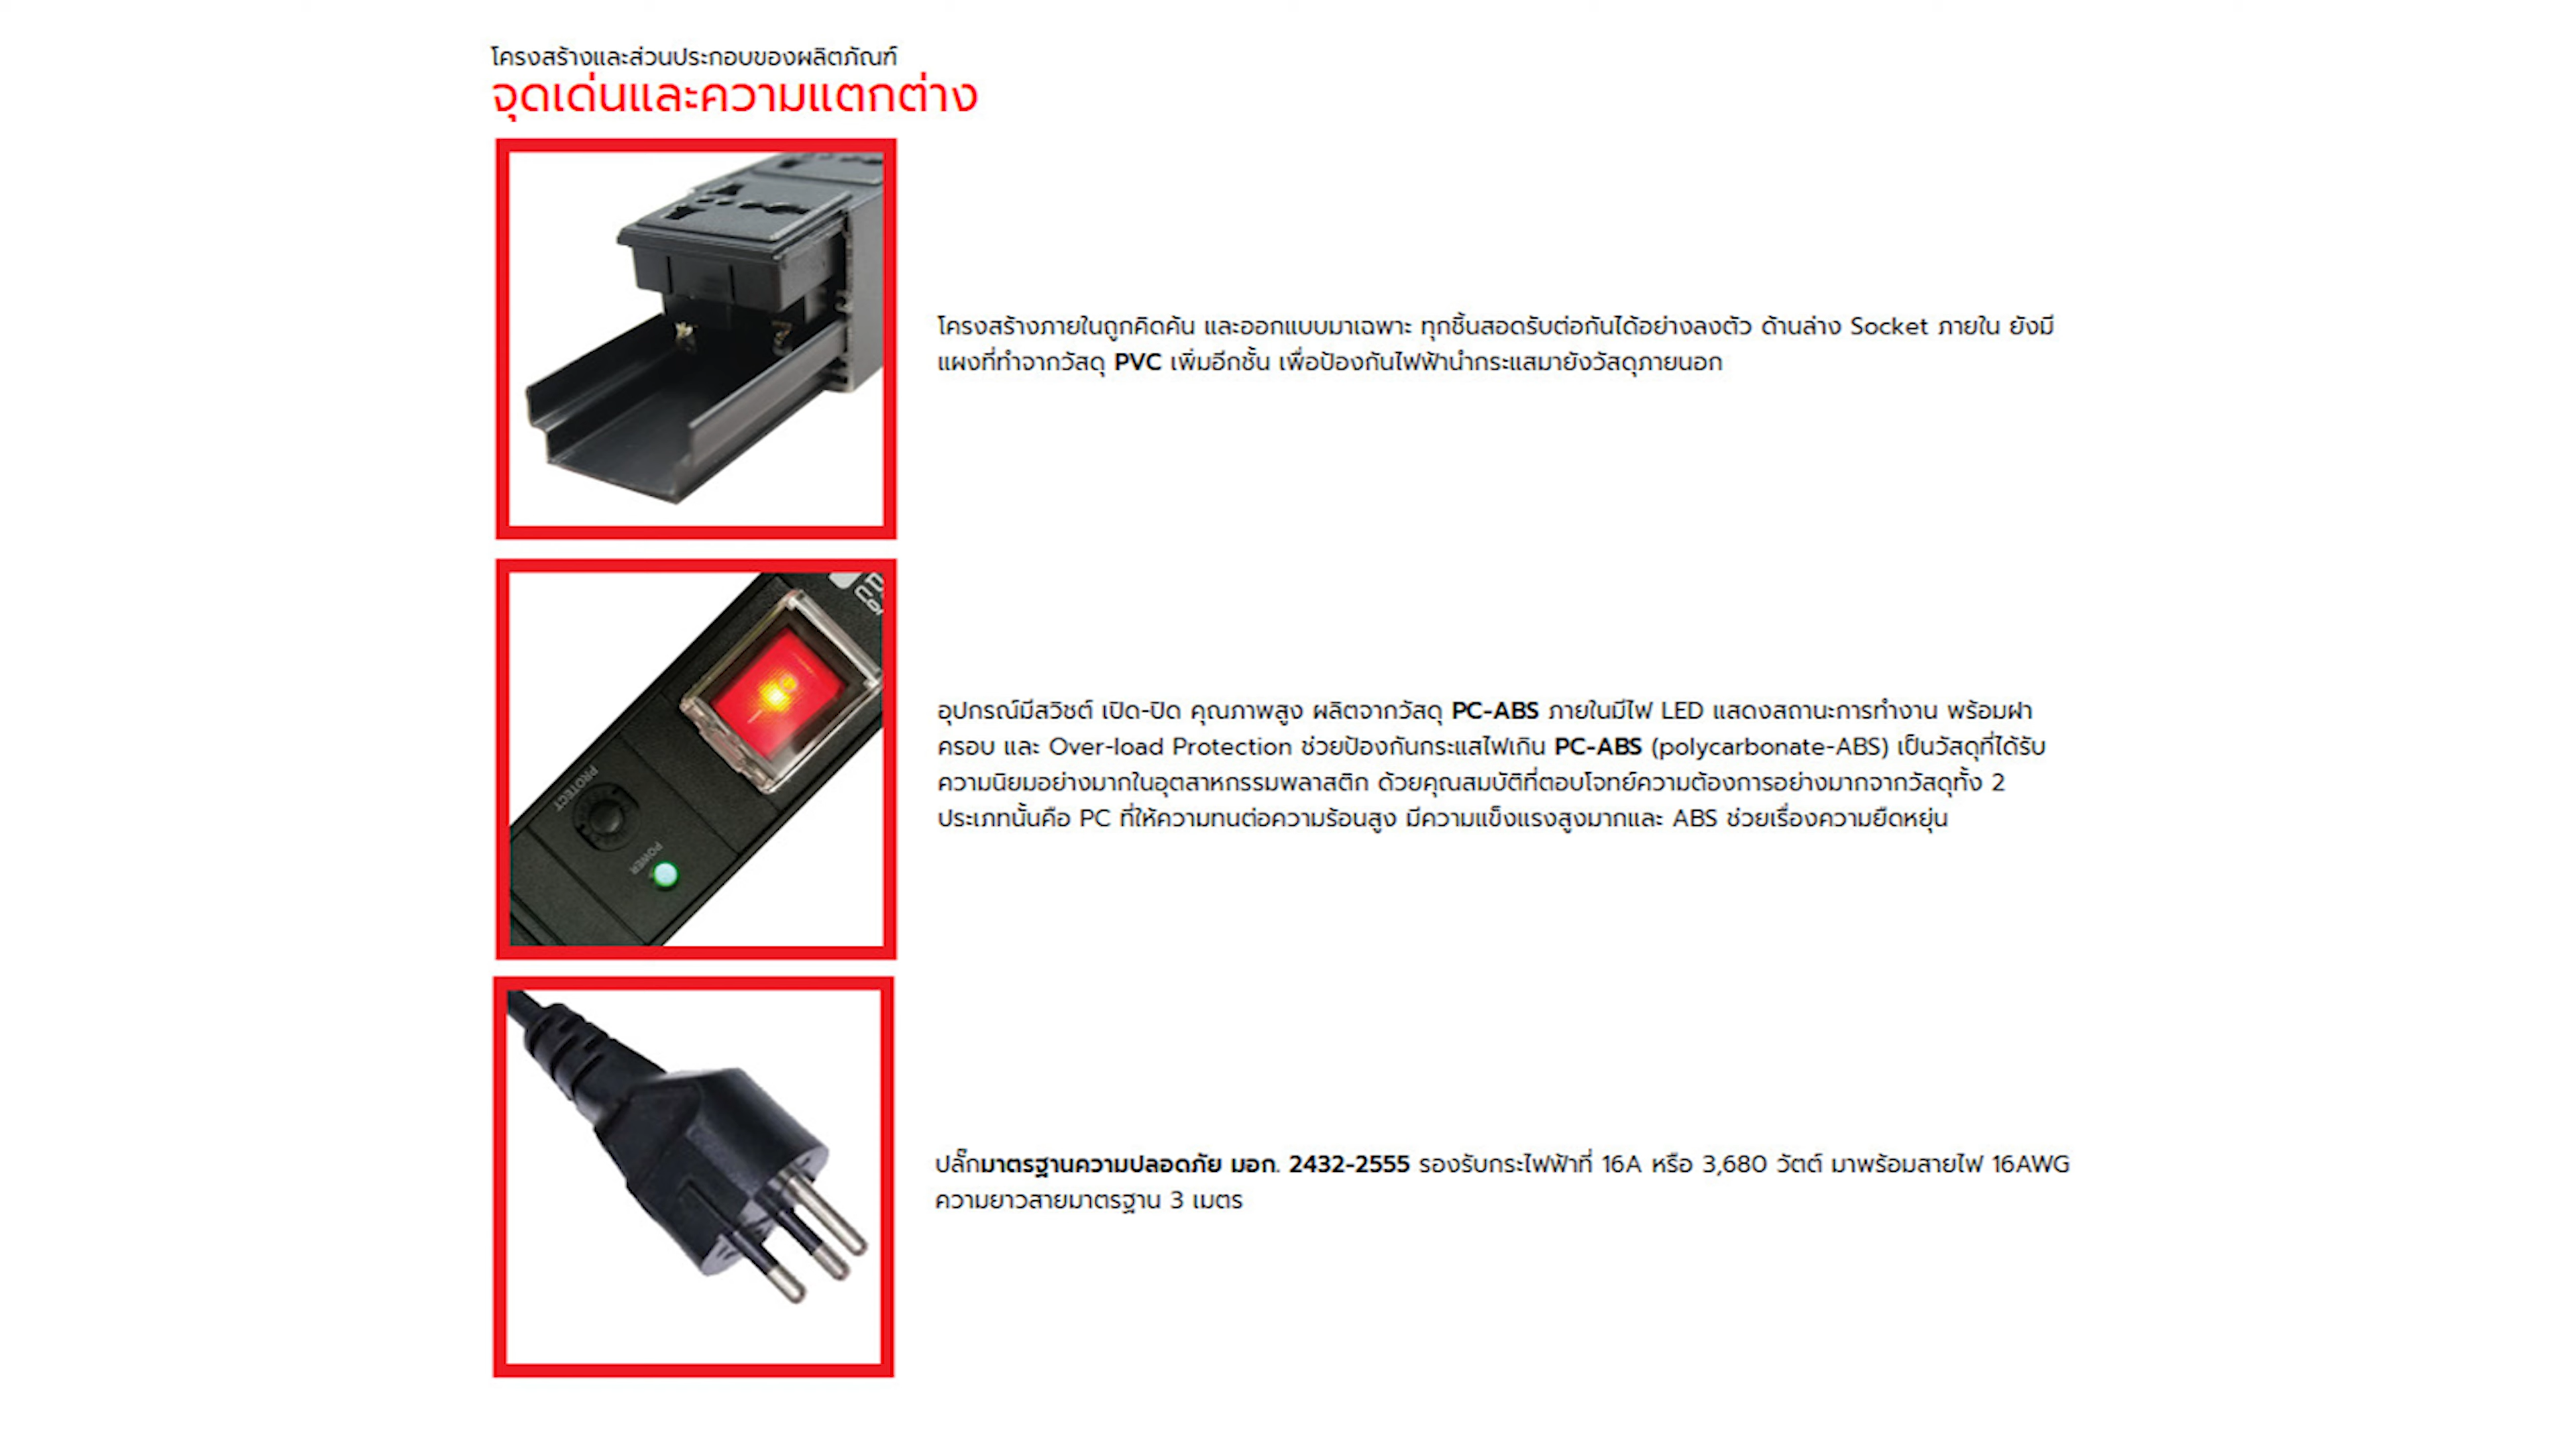 โครงสร้างและส่วนประกอบของผลิตภัณฑ์
จุดเด่นและความแตกต่าง
โครงสร้างภายในถูกคิดค้น และออกแบบมาเฉพาะ ทุกชิ้นสอดรับต่อกันได้อย่างลงตัว ด้านล่าง Socket ภายใน ยังมี
แผงที่ทำจากวัสดุ PVC เพิ่มอีกชั้น เพื่อป้องกันไฟฟ้านำกระแสมายังวัสดุภายนอก
PROTECT
POWER
อุปกรณ์มีสวิชต์ เปิด-ปิด คุณภาพสูง ผลิตจากวัสดุ PC-ABS ภายในมีไฟ LED แสดงสถานะการทำงาน พร้อมฝา
ครอบ และ Over-load Protection ช่วยป้องกันกระแสไฟเกิน PC-ABS (polycarbonate-ABS) เป็นวัสดุที่ได้รับ
ความนิยมอย่างมากในอุตสาหกรรมพลาสติก ด้วยคุณสมบัติที่ตอบโจทย์ความต้องการอย่างมากจากวัสดุทั้ง 2
ประเภทนั้นคือ PC ที่ให้ความทนต่อความร้อนสูง มีความแข็งแรงสูงมากและ ABS ช่วยเรื่องความยืดหยุ่น
ปลั๊กมาตรฐานความปลอดภัย มอก. 2432-2555 รองรับกระไฟฟ้าที่ 16A หรือ 3,680 วัตต์ มาพร้อมสายไฟ 16AWG
ความยาวสายมาตรฐาน 3 เมตร